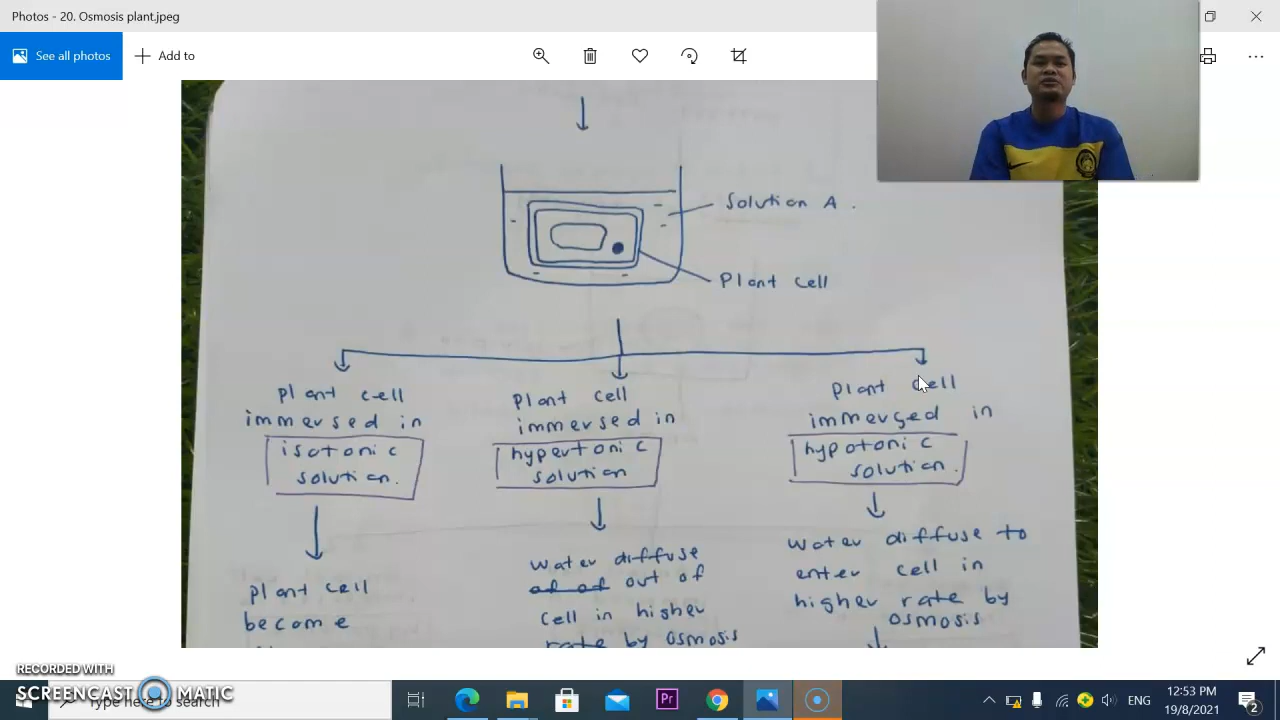 Photos - 20. Osmosis plant.jpeg
See all photos
Add to
Solution A.
Plant cell
Plant cell
immersed in
isotonic
solution.
Plant cell
immersed in
hypertonic
solution
Plant cell
immersed in
hypotonic
solution.
Plant cell
become
Water diffuse
of of out of
cell in higher
rate by osmosis
Water diffuse to
enter cell in
higher rate by
osmosis
RECORDED WITH
SCREENCAST MATIC
Type here to search
Pr
ENG
12:53 PM
19/8/2021
2